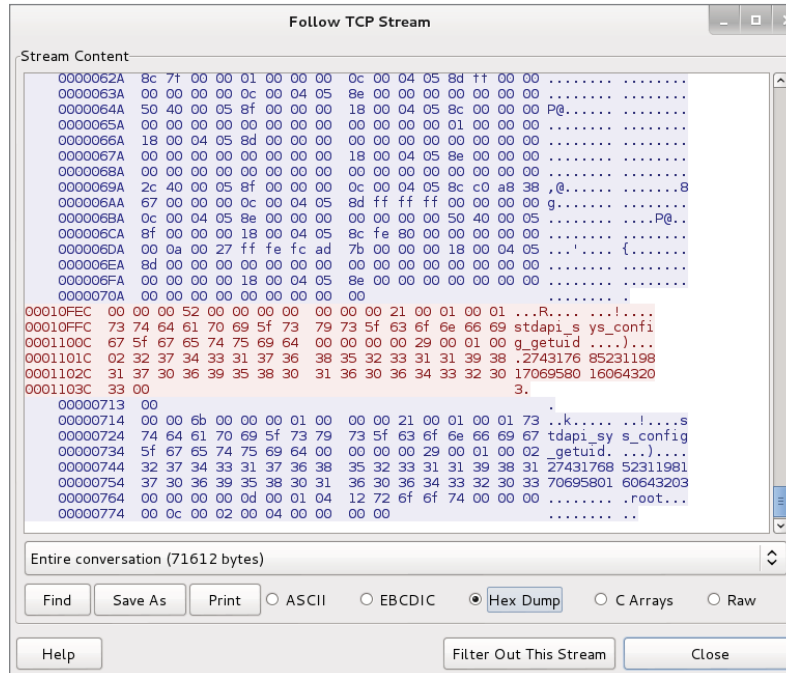 Follow TCP Stream
Stream Content
0000062A 8c 7f 00 00 01 00 00 00 0c 00 04 05 8d ff 00 00 ........ ........
0000063A 00 00 00 00 0c 00 04 05 8e 00 00 00 00 00 00 00 ........ ........
0000064A 50 40 00 05 8f 00 00 00 18 00 04 05 8c 00 00 00 P@...... ........
0000065A 00 00 00 00 00 00 00 00 00 00 00 00 01 00 00 00 ........ ........
0000066A 18 00 04 05 8d 00 00 00 00 00 00 00 00 00 00 00 ........ ........
0000067A 00 00 00 00 00 00 00 00 18 00 04 05 8e 00 00 00 ........ ........
0000068A 00 00 00 00 00 00 00 00 00 00 00 00 00 00 00 00 ........ ........
0000069A 2c 40 00 05 8f 00 00 00 0c 00 04 05 8c c0 a8 38 ,@...... .......8
000006AA 67 00 00 00 0c 00 04 05 8d ff ff ff 00 00 00 00 g....... ........
000006BA 0c 00 04 05 8e 00 00 00 00 00 00 00 50 40 00 05 ........ ....P@..
000006CA 8f 00 00 00 18 00 04 05 8c fe 80 00 00 00 00 00 ........ ........
000006DA 00 0a 00 27 ff fe fc ad 7b 00 00 00 18 00 04 05 ...'.... {.......
000006EA 8d 00 00 00 00 00 00 00 00 00 00 00 00 00 00 00 ........ ........
000006FA 00 00 00 00 18 00 04 05 8e 00 00 00 00 00 00 00 ........ ........
0000070A 00 00 00 00 00 00 00 00 00 ........ .
00010FEC 00 00 00 52 00 00 00 00 00 00 00 21 00 01 00 01 ...R.... ...!....
00010FFC 73 74 64 61 70 69 5f 73 79 73 5f 63 6f 6e 66 69 stdapi_s ys_confi
0001100C 67 5f 67 65 74 75 69 64 00 00 00 00 29 00 01 00 g_getuid ....)...
0001101C 02 32 37 34 33 31 37 36 38 35 32 33 31 31 39 38 .2743176 85231198
0001102C 31 37 30 36 39 35 38 30 31 36 30 36 34 33 32 30 17069580 16064320
0001103C 33 00 3.
00000713 00 .
00000714 00 00 6b 00 00 00 01 00 00 00 21 00 01 00 01 73 ..k..... ..!....s
00000724 74 64 61 70 69 5f 73 79 73 5f 63 6f 6e 66 69 67 tdapi_sy s_config
00000734 5f 67 65 74 75 69 64 00 00 00 00 29 00 01 00 02 _getuid. ...)....
00000744 32 37 34 33 31 37 36 38 35 32 33 31 31 39 38 31 27431768 52311981
00000754 37 30 36 39 35 38 30 31 36 30 36 34 33 32 30 33 70695801 60643203
00000764 00 00 00 00 0d 00 01 04 12 72 6f 6f 74 00 00 00 ........ .root...
00000774 00 0c 00 02 00 04 00 00 00 00 ........ ..
Entire conversation (71612 bytes)
Find Save As Print ASCII EBCDIC Hex Dump C Arrays Raw
Help Filter Out This Stream Close